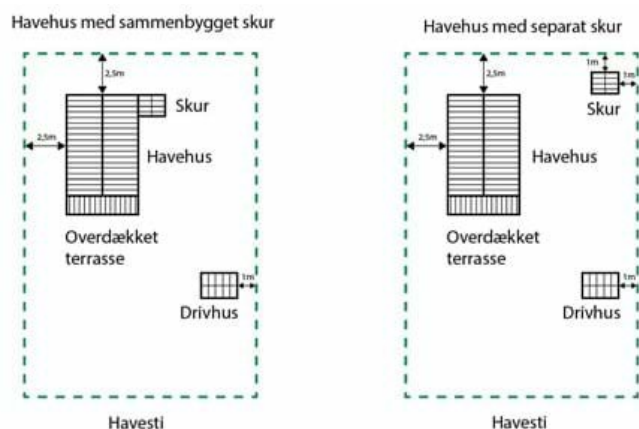 Havehus med sammenbygget skur
2,5m
Skur
2,5m
Havehus
Overdækket
terrasse
1m
Drivhus
Havesti
Havehus med separat skur
1m
2,5m
1m
Skur
2,5m
Havehus
Overdækket
terrasse
1m
Drivhus
Havesti